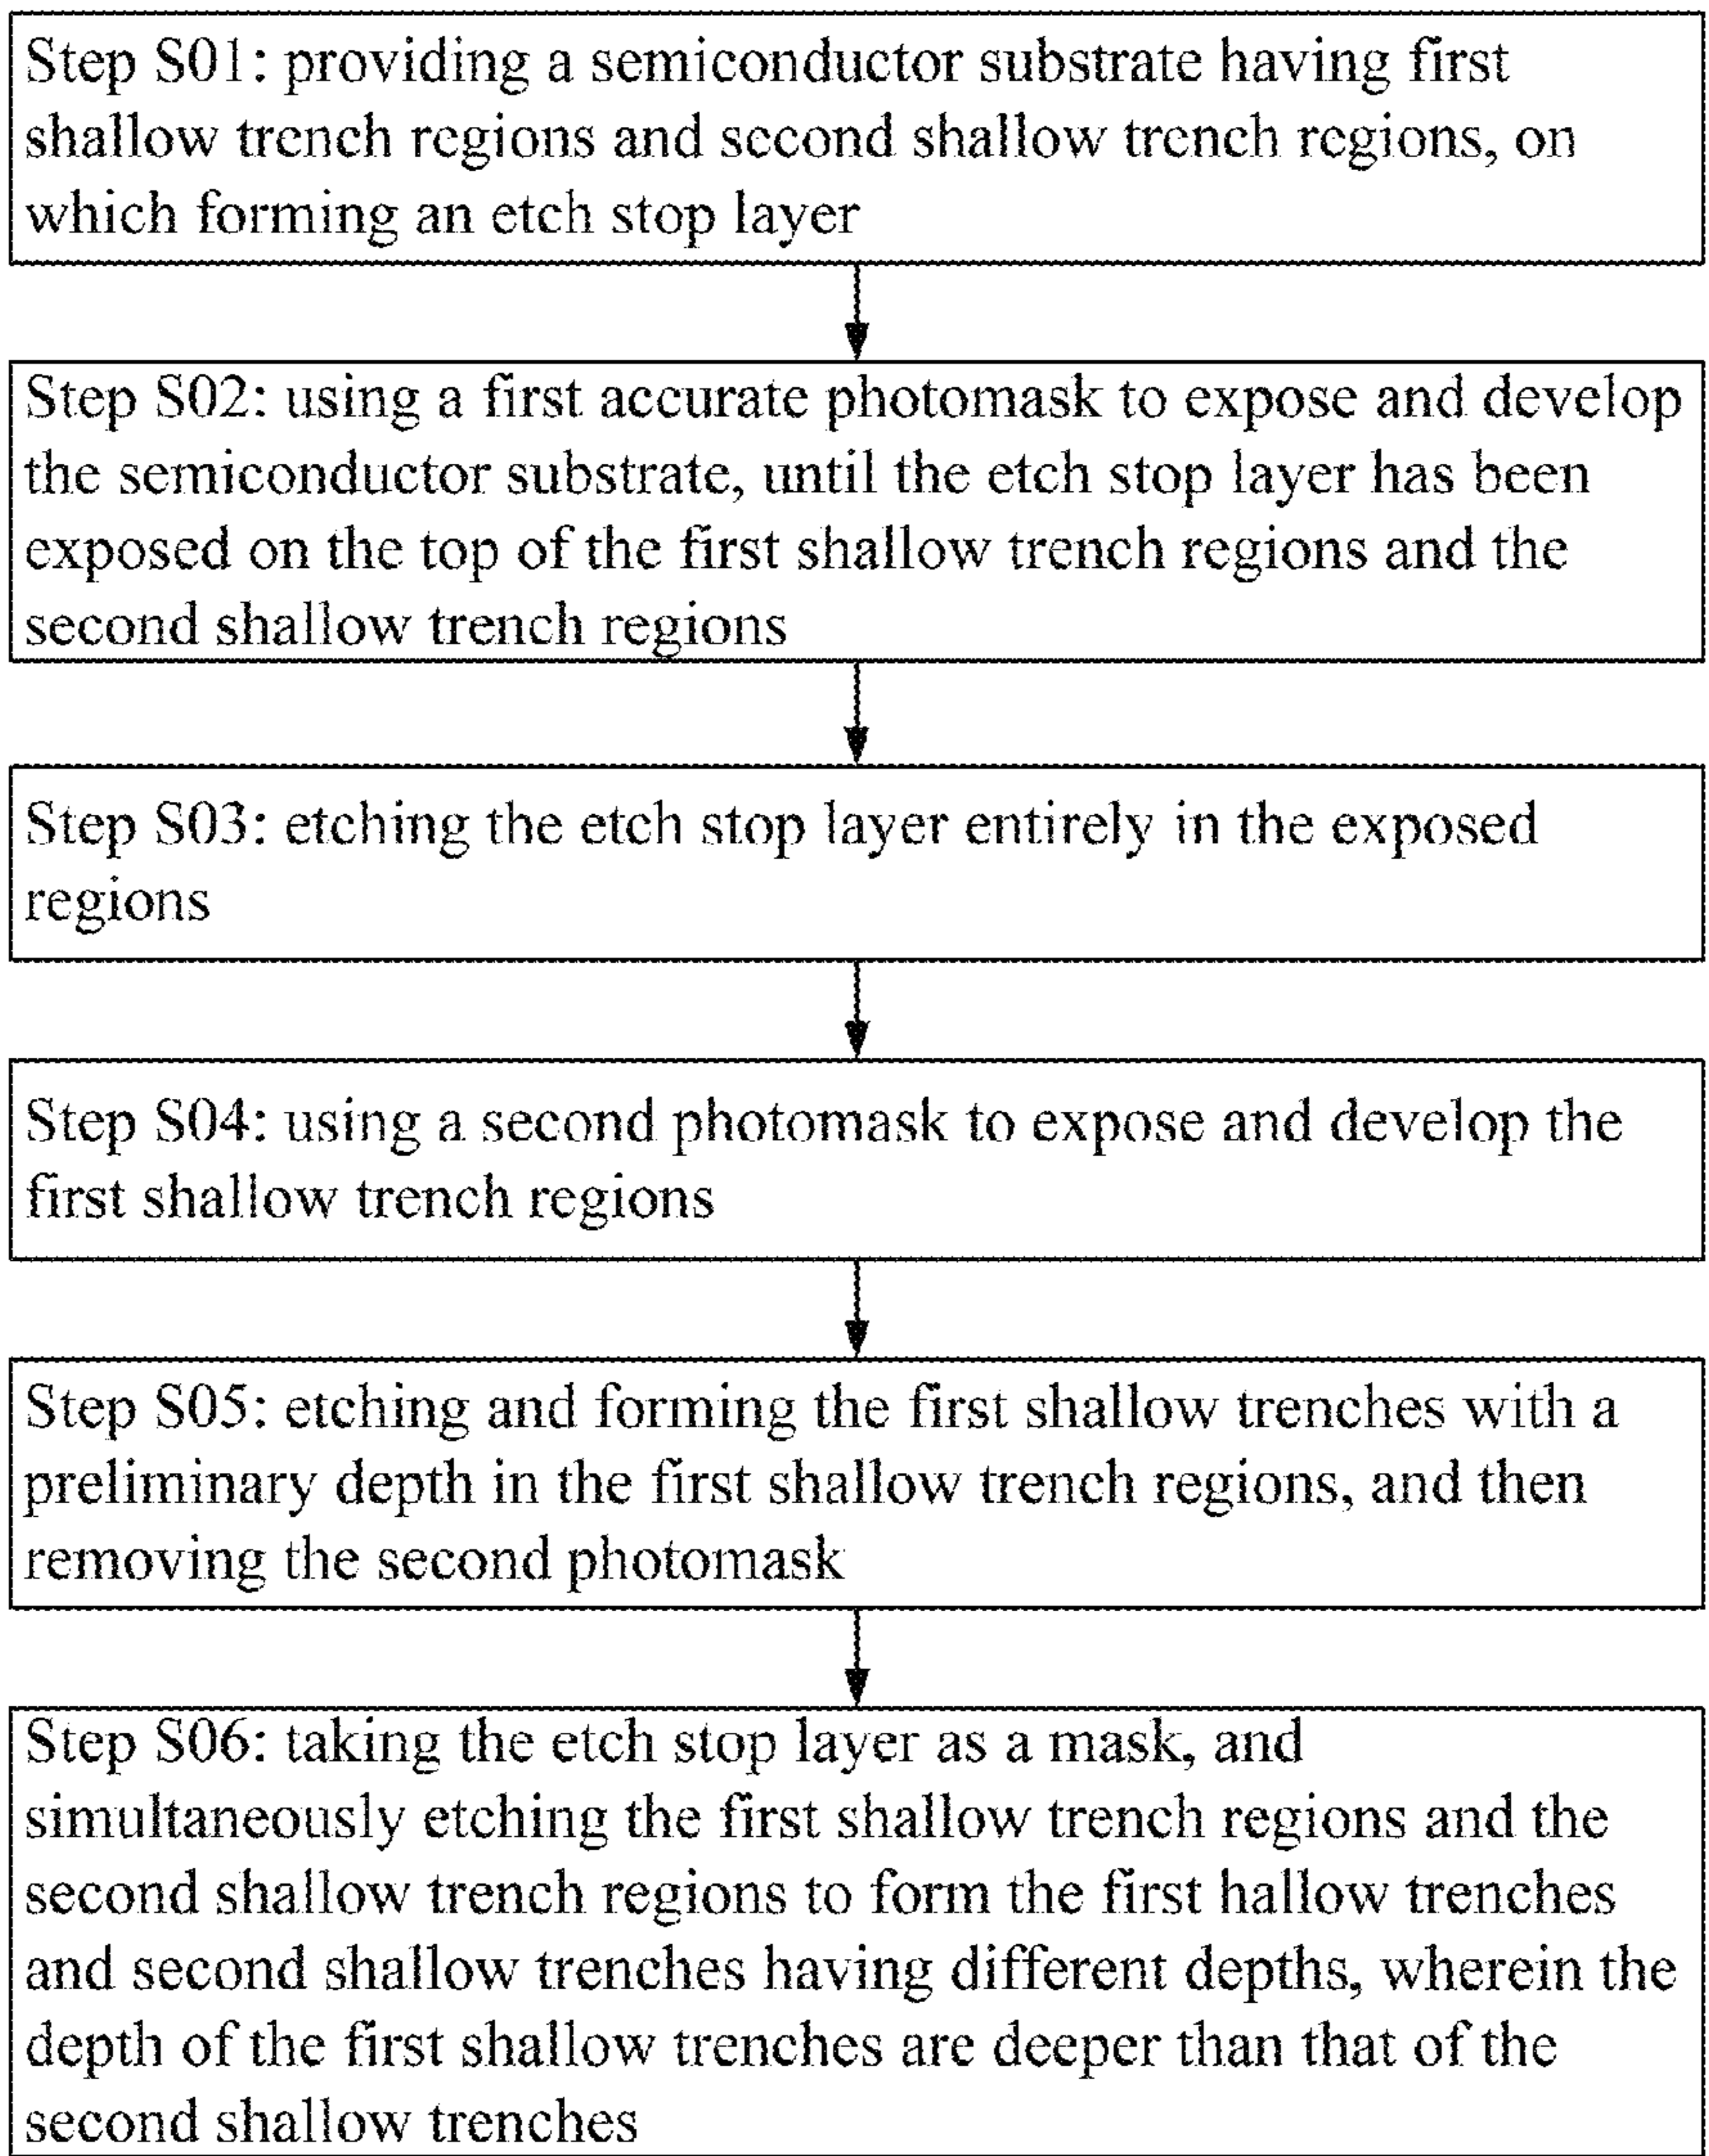 Step S01: providing a semiconductor substrate having first
shallow trench regions and second shallow trench regions, on
which forming an etch stop layer
Step S02: using a first accurate photomask to expose and develop
the semiconductor substrate, until the etch stop layer has been
exposed on the top of the first shallow trench regions and the
second shallow trench regions
Step S03: etching the etch stop layer entirely in the exposed
regions
Step S04: using a second photomask to expose and develop the
first shallow trench regions
Step S05: etching and forming the first shallow trenches with a
preliminary depth in the first shallow trench regions, and then
removing the second photomask
Step S06: taking the etch stop layer as a mask, and
simultaneously etching the first shallow trench regions and the
second shallow trench regions to form the first hallow trenches
and second shallow trenches having different depths, wherein the
depth of the first shallow trenches are deeper than that of the
second shallow trenches